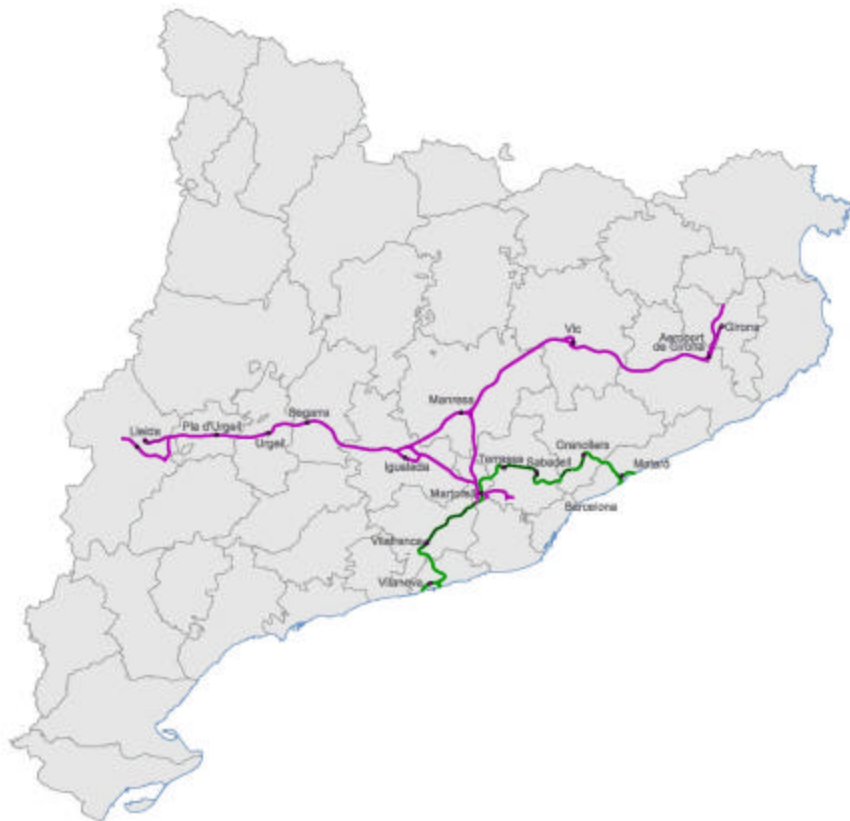 Vic
Girona
Aeroport
de Girona
Manresa
Segarra
Pla d'Urgell
Lleida
Urgell
Igualada
Granollers
Terrassa
Sabadell
Mataró
Martorell
Barcelona
Vilafranca
Vilanova